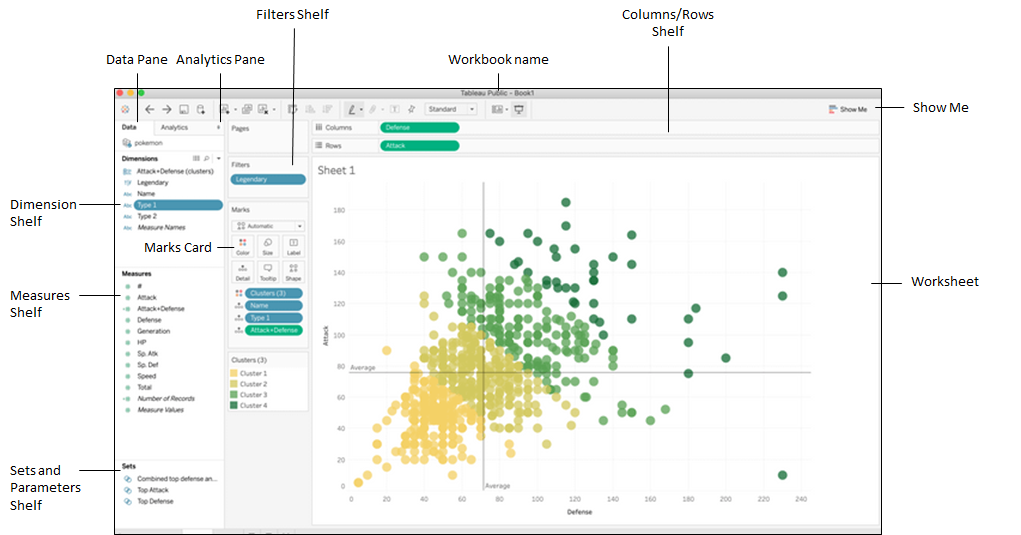 Filters Shelf
Columns/Rows
Shelf
Data Pane
Analytics Pane
Workbook name
Tableau Public - Book1
Standard
Show Me
Show Me
Data
Analytics
pokemon
Dimensions
Attack+Defense (clusters)
Legendary
Abc
Name
Abc
Type 1
Abc
Type 2
Abc
Measure Names
Dimension
Shelf
Measures
#
Attack
Attack+Defense
Defense
Generation
HP
Sp. Atk
Sp. Def
Speed
Total
Number of Records
Measure Values
Measures
Shelf
Sets
Combined top defense an...
Top Attack
Top Defense
Sets and
Parameters
Shelf
Pages
Filters
Legendary
Marks
Automatic
Color
Size
Label
Detail
Tooltip
Shape
Marks Card
Clusters (3)
Name
Type 1
Attack+Defense
Clusters (3)
Cluster 1
Cluster 2
Cluster 3
Cluster 4
Columns
Defense
Rows
Attack
Sheet 1
180
160
140
120
100
80
60
40
20
0
Attack
Average
Average
0
20
40
60
80
100
120
140
160
180
200
220
240
Defense
Worksheet